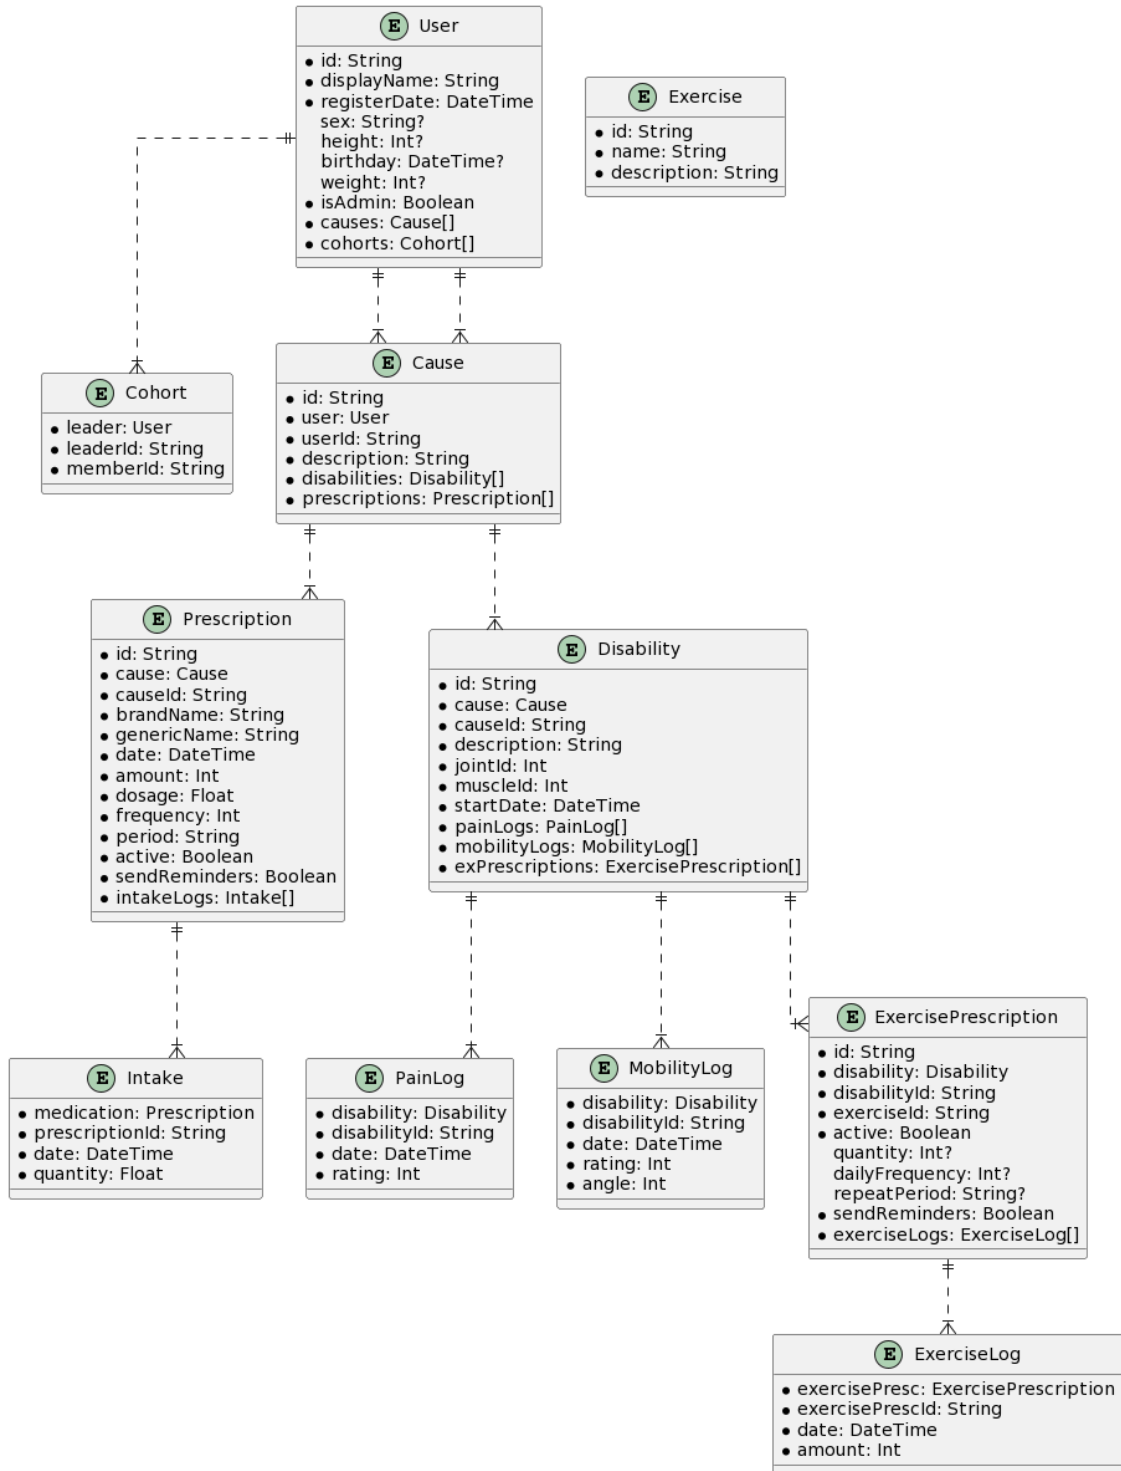 E User
id: String
displayName: String
registerDate: DateTime
sex: String?
height: Int?
birthday: DateTime?
weight: Int?
isAdmin: Boolean
causes: Cause[]
cohorts: Cohort[]
E Exercise
id: String
name: String
description: String
E Cohort
leader: User
leaderId: String
memberId: String
E Cause
id: String
user: User
userId: String
description: String
disabilities: Disability[]
prescriptions: Prescription[]
E Prescription
id: String
cause: Cause
causeId: String
brandName: String
genericName: String
date: DateTime
amount: Int
dosage: Float
frequency: Int
period: String
active: Boolean
sendReminders: Boolean
intakeLogs: Intake[]
E Disability
id: String
cause: Cause
causeId: String
description: String
jointId: Int
muscleId: Int
startDate: DateTime
painLogs: PainLog[]
mobilityLogs: MobilityLog[]
exPrescriptions: ExercisePrescription[]
E Intake
medication: Prescription
prescriptionId: String
date: DateTime
quantity: Float
E PainLog
disability: Disability
disabilityId: String
date: DateTime
rating: Int
E MobilityLog
disability: Disability
disabilityId: String
date: DateTime
rating: Int
angle: Int
E ExercisePrescription
id: String
disability: Disability
disabilityId: String
exerciseId: String
active: Boolean
quantity: Int?
dailyFrequency: Int?
repeatPeriod: String?
sendReminders: Boolean
exerciseLogs: ExerciseLog[]
E ExerciseLog
exercisePresc: ExercisePrescription
exercisePrescId: String
date: DateTime
amount: Int